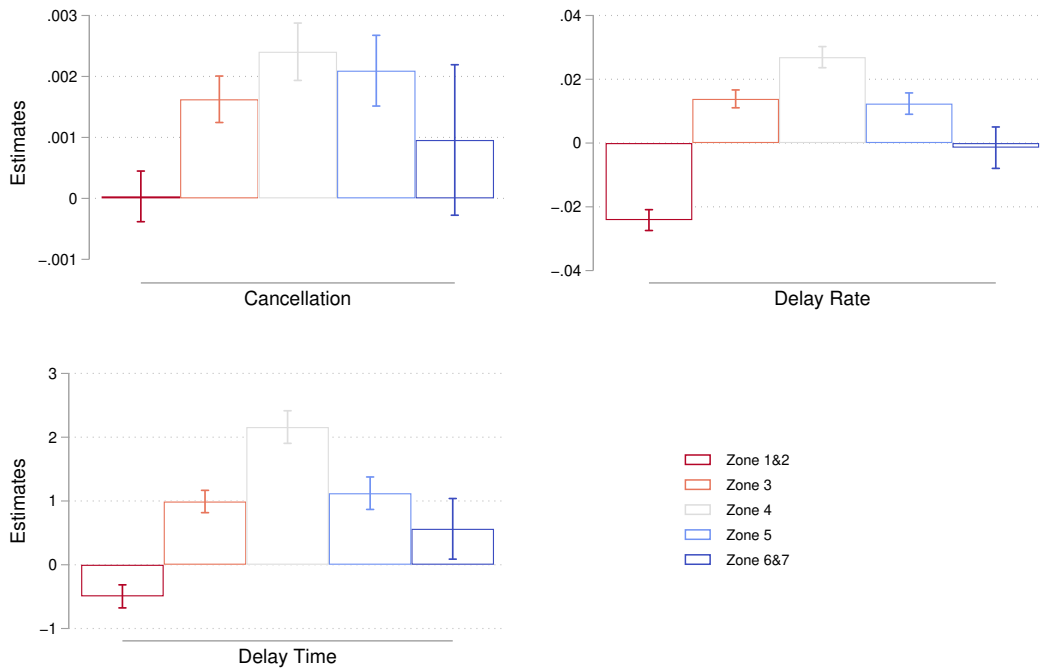 .003
.002
.001
0
−.001
Estimates
Cancellation
.04
.02
0
−.02
−.04
Delay Rate
3
2
1
0
−1
Estimates
Delay Time
Zone 1&2
Zone 3
Zone 4
Zone 5
Zone 6&7